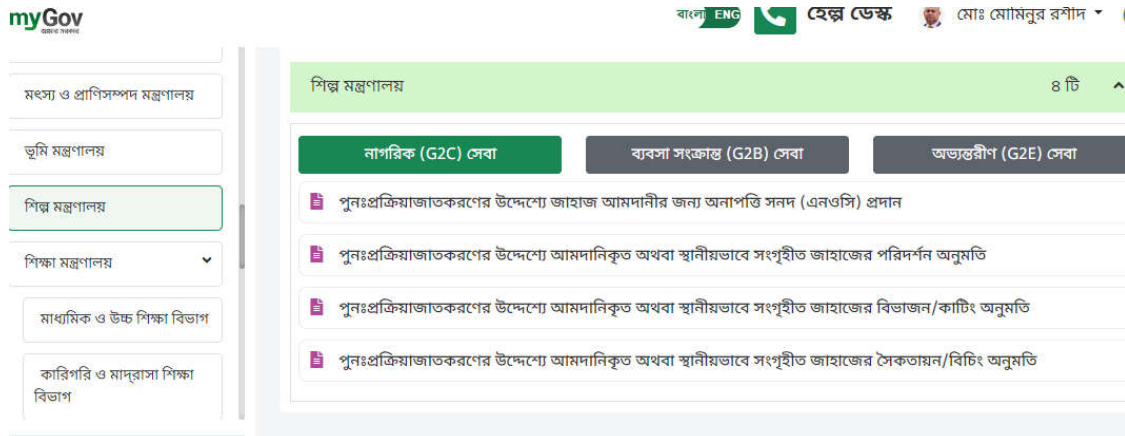 myGov
বাংলা ENG
হেল্প ডেস্ক
মোঃ মোমিনুর রশীদ
মৎস্য ও প্রাণিসম্পদ মন্ত্রণালয়
ভূমি মন্ত্রণালয়
শিল্প মন্ত্রণালয়
শিক্ষা মন্ত্রণালয়
মাধ্যমিক ও উচ্চ শিক্ষা বিভাগ
কারিগরি ও মাদ্রাসা শিক্ষা
বিভাগ
শিল্প মন্ত্রণালয় ৪ টি
নাগরিক (G2C) সেবা
ব্যবসা সংক্রান্ত (G2B) সেবা
অভ্যন্তরীণ (G2E) সেবা
পুনঃপ্রক্রিয়াজাতকরণের উদ্দেশ্যে জাহাজ আমদানীর জন্য অনাপত্তি সনদ (এনওসি) প্রদান
পুনঃপ্রক্রিয়াজাতকরণের উদ্দেশ্যে আমদানিকৃত অথবা স্থানীয়ভাবে সংগৃহীত জাহাজের পরিদর্শন অনুমতি
পুনঃপ্রক্রিয়াজাতকরণের উদ্দেশ্যে আমদানিকৃত অথবা স্থানীয়ভাবে সংগৃহীত জাহাজের বিভাজন/কাটিং অনুমতি
পুনঃপ্রক্রিয়াজাতকরণের উদ্দেশ্যে আমদানিকৃত অথবা স্থানীয়ভাবে সংগৃহীত জাহাজের সৈকতায়ন/বিচিং অনুমতি